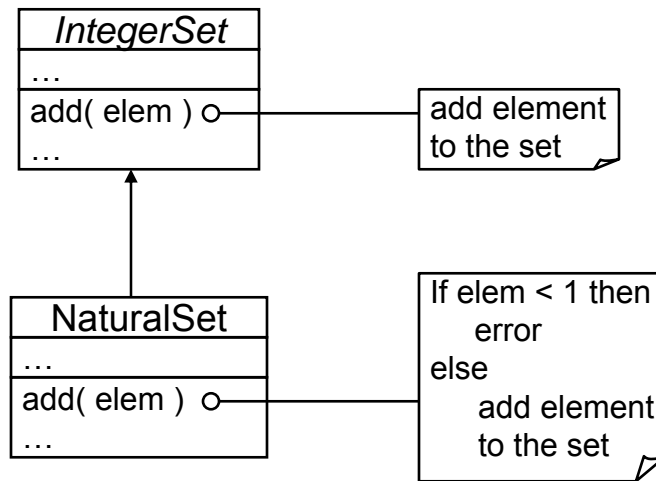 IntegerSet
...
add( elem )
...
add element
to the set
NaturalSet
...
add( elem )
...
If elem < 1 then
error
else
add element
to the set